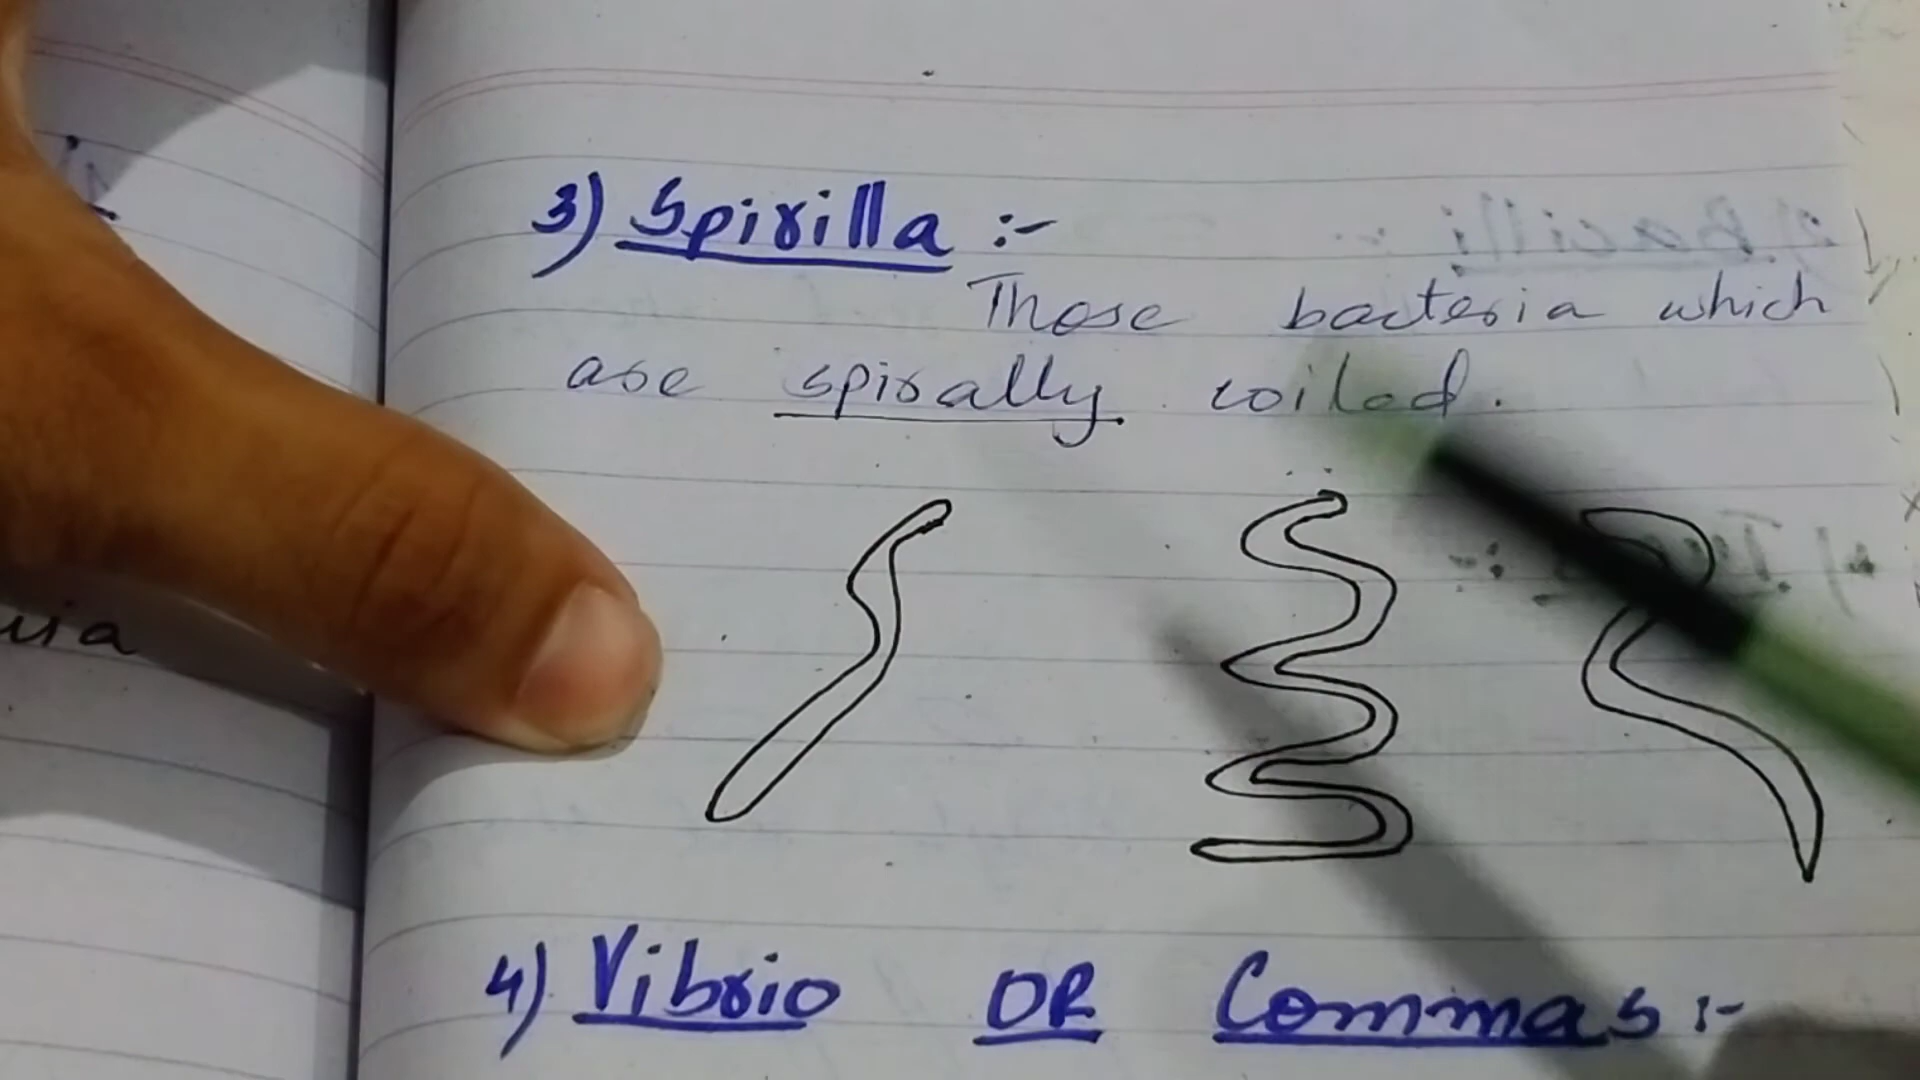 3) Spirilla :-
Those bacteria which
are spirally coiled.
4) Vibrio OR Commas :-